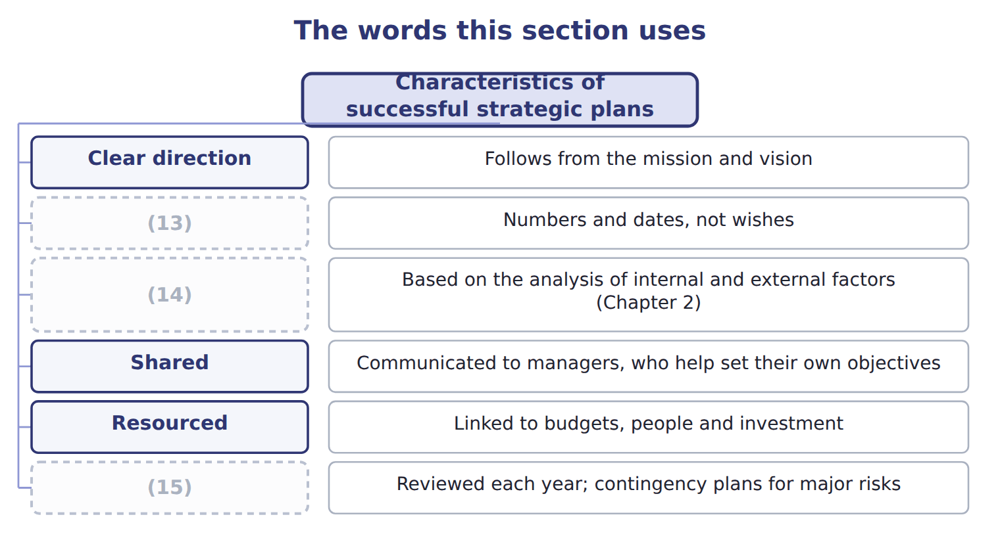 The words this section uses
Characteristics of
successful strategic plans
Clear direction
Follows from the mission and vision
(13)
Numbers and dates, not wishes
(14)
Based on the analysis of internal and external factors
(Chapter 2)
Shared
Communicated to managers, who help set their own objectives
Resourced
Linked to budgets, people and investment
(15)
Reviewed each year; contingency plans for major risks